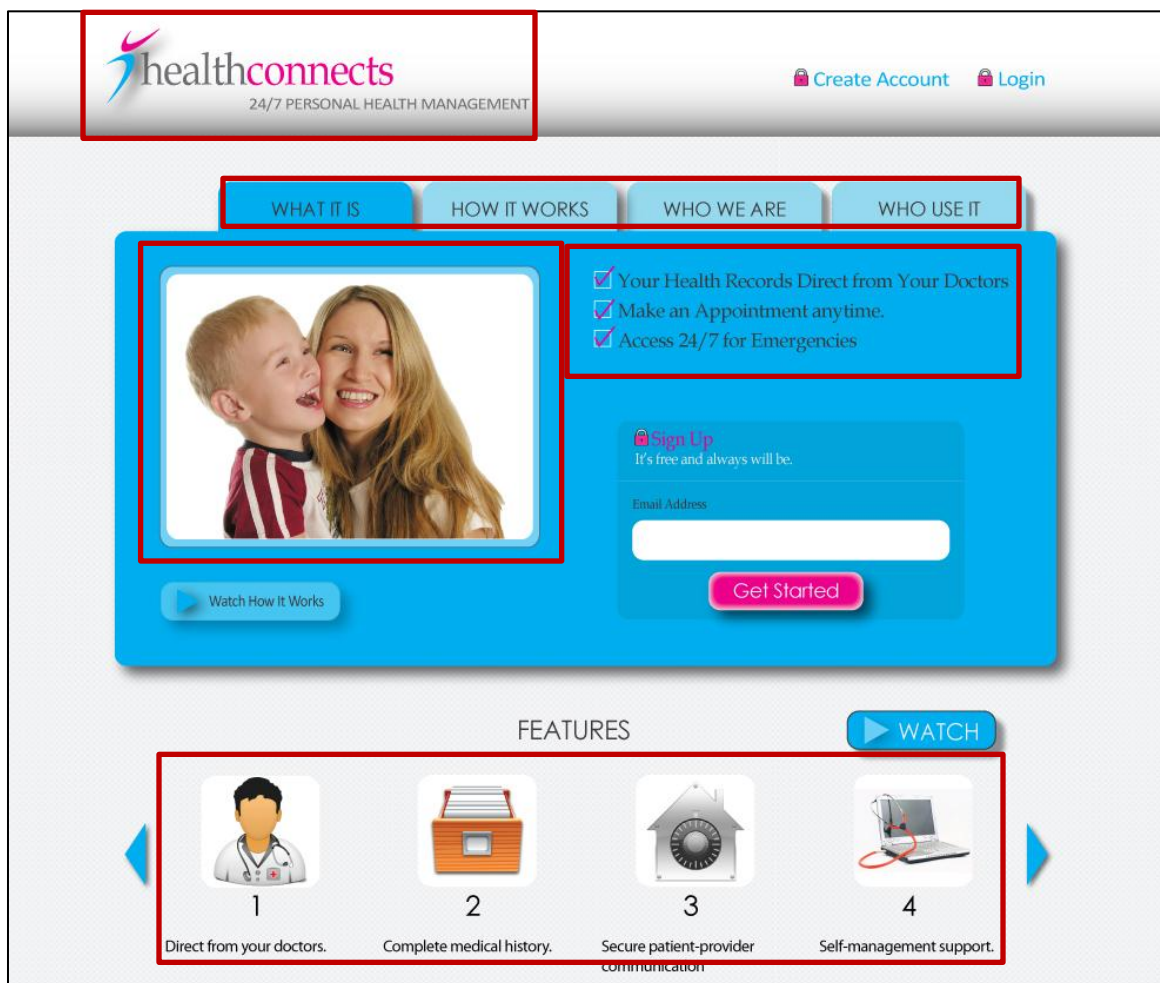 healthconnects
24/7 PERSONAL HEALTH MANAGEMENT
Create Account Login
WHAT IT IS HOW IT WORKS WHO WE ARE WHO USE IT
Your Health Records Direct from Your Doctors
Make an Appointment anytime.
Access 24/7 for Emergencies
Sign Up
It's free and always will be.
Email Address
Get Started
Watch How It Works
FEATURES WATCH
1 2 3 4
Direct from your doctors. Complete medical history. Secure patient-provider Self-management support.
communication